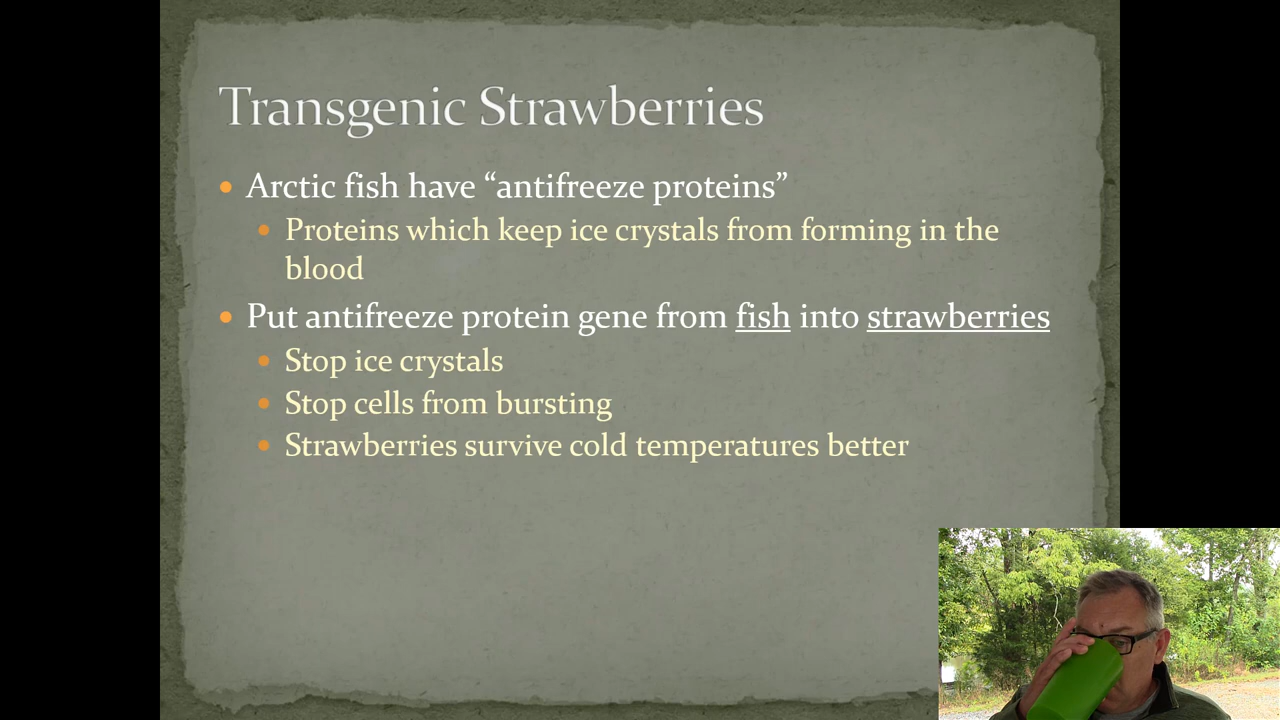 Transgenic Strawberries
Arctic fish have “antifreeze proteins”
Proteins which keep ice crystals from forming in the
blood
Put antifreeze protein gene from fish into strawberries
Stop ice crystals
Stop cells from bursting
Strawberries survive cold temperatures better